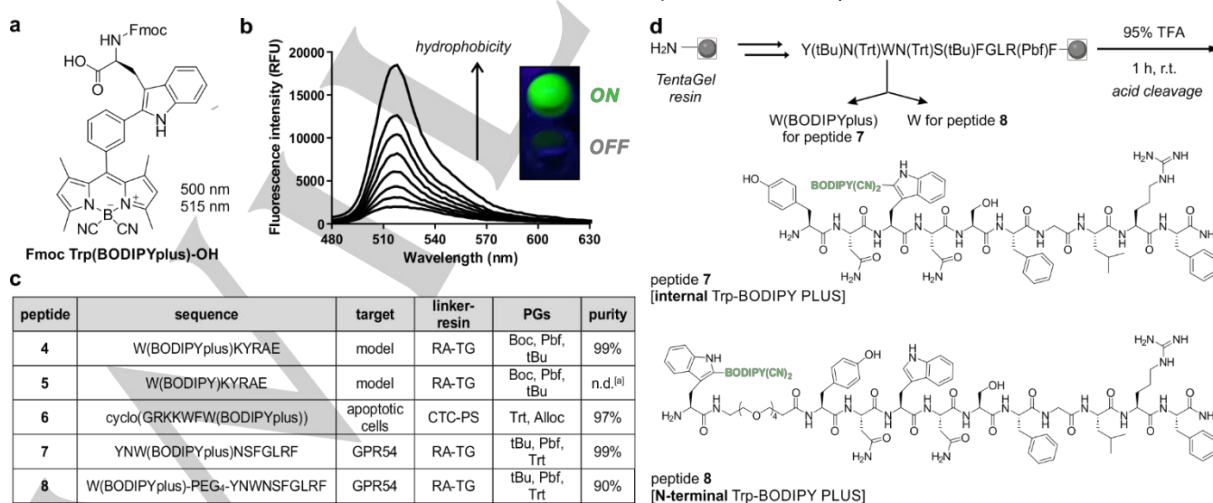 a
Fmoc
HN
HO
O
N
H
N
N
B
NC
CN
500 nm
515 nm
Fmoc Trp(BODIPYplus)-OH
b
Fluorescence intensity (RFU)
20000
15000
10000
5000
0
480 510 540 570 600 630
Wavelength (nm)
hydrophobicity
ON
OFF
c
peptide sequence target linker-resin PGs purity
4 W(BODIPYplus)KYRAE model RA-TG Boc, Pbf, tBu 99%
5 W(BODIPY)KYRAE model RA-TG Boc, Pbf, tBu n.d.[a]
6 cyclo(GRKKWFW(BODIPYplus)) apoptotic cells CTC-PS Trt, Alloc 97%
7 YNW(BODIPYplus)NSFGLRF GPR54 RA-TG tBu, Pbf, Trt 99%
8 W(BODIPYplus)-PEG₄-YNWNSFGLRF GPR54 RA-TG tBu, Pbf, Trt 90%
d
H₂N
TentaGel resin
Y(tBu)N(Trt)WN(Trt)S(tBu)FGLR(Pbf)F
95% TFA
1 h, r.t.
acid cleavage
W(BODIPYplus) for peptide 7
W for peptide 8
BODIPY(CN)₂
peptide 7
[internal Trp-BODIPY PLUS]
BODIPY(CN)₂
peptide 8
[N-terminal Trp-BODIPY PLUS]